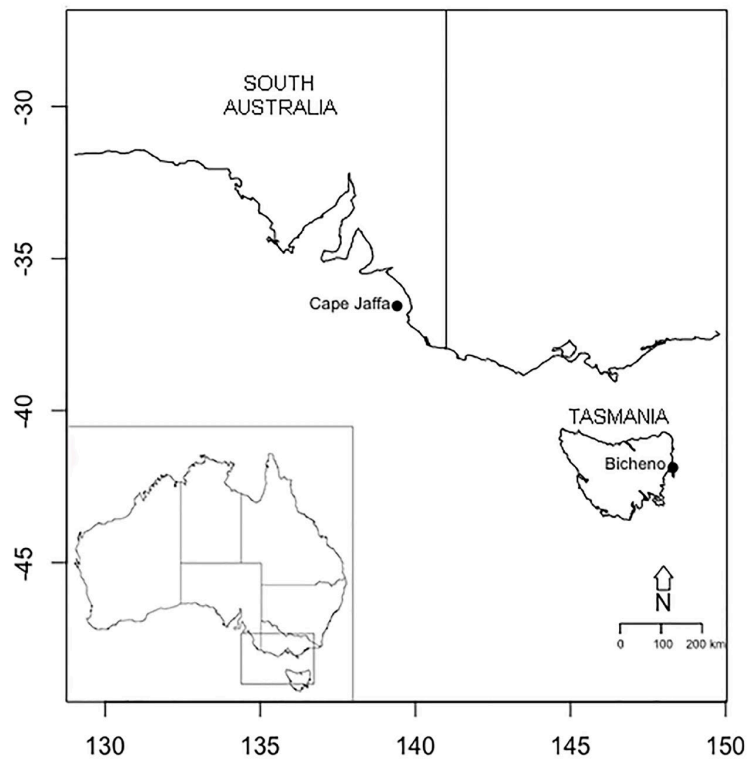 SOUTH
AUSTRALIA
-30
-35
Cape Jaffa
-40
TASMANIA
Bicheno
-45
N
0 100 200 km
130 135 140 145 150